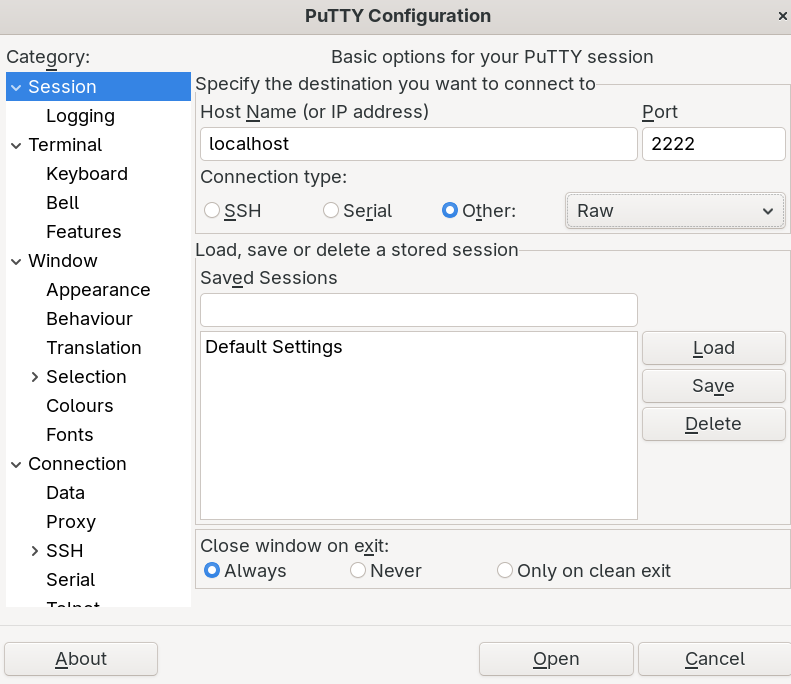 PuTTY Configuration ×
Category:
Session
Logging
Terminal
Keyboard
Bell
Features
Window
Appearance
Behaviour
Translation
Selection
Colours
Fonts
Connection
Data
Proxy
SSH
Serial
Telnet
Basic options for your PuTTY session
Specify the destination you want to connect to
Host Name (or IP address) Port
localhost 2222
Connection type:
SSH Serial Other: Raw
Load, save or delete a stored session
Saved Sessions
Default Settings
Load
Save
Delete
Close window on exit:
Always Never Only on clean exit
About Open Cancel